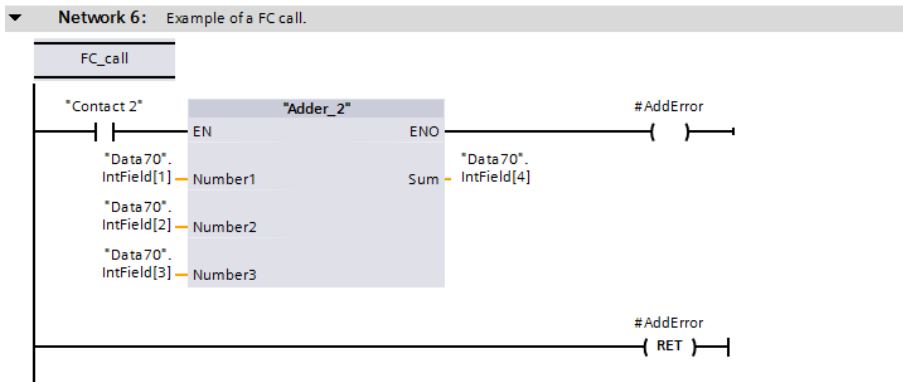 Network 6: Example of a FC call.
FC_call
"Contact 2"
"Adder_2"
#AddError
EN
ENO
"Data70".
IntField[1]
Number1
Sum
"Data70".
IntField[4]
"Data70".
IntField[2]
Number2
"Data70".
IntField[3]
Number3
#AddError
RET